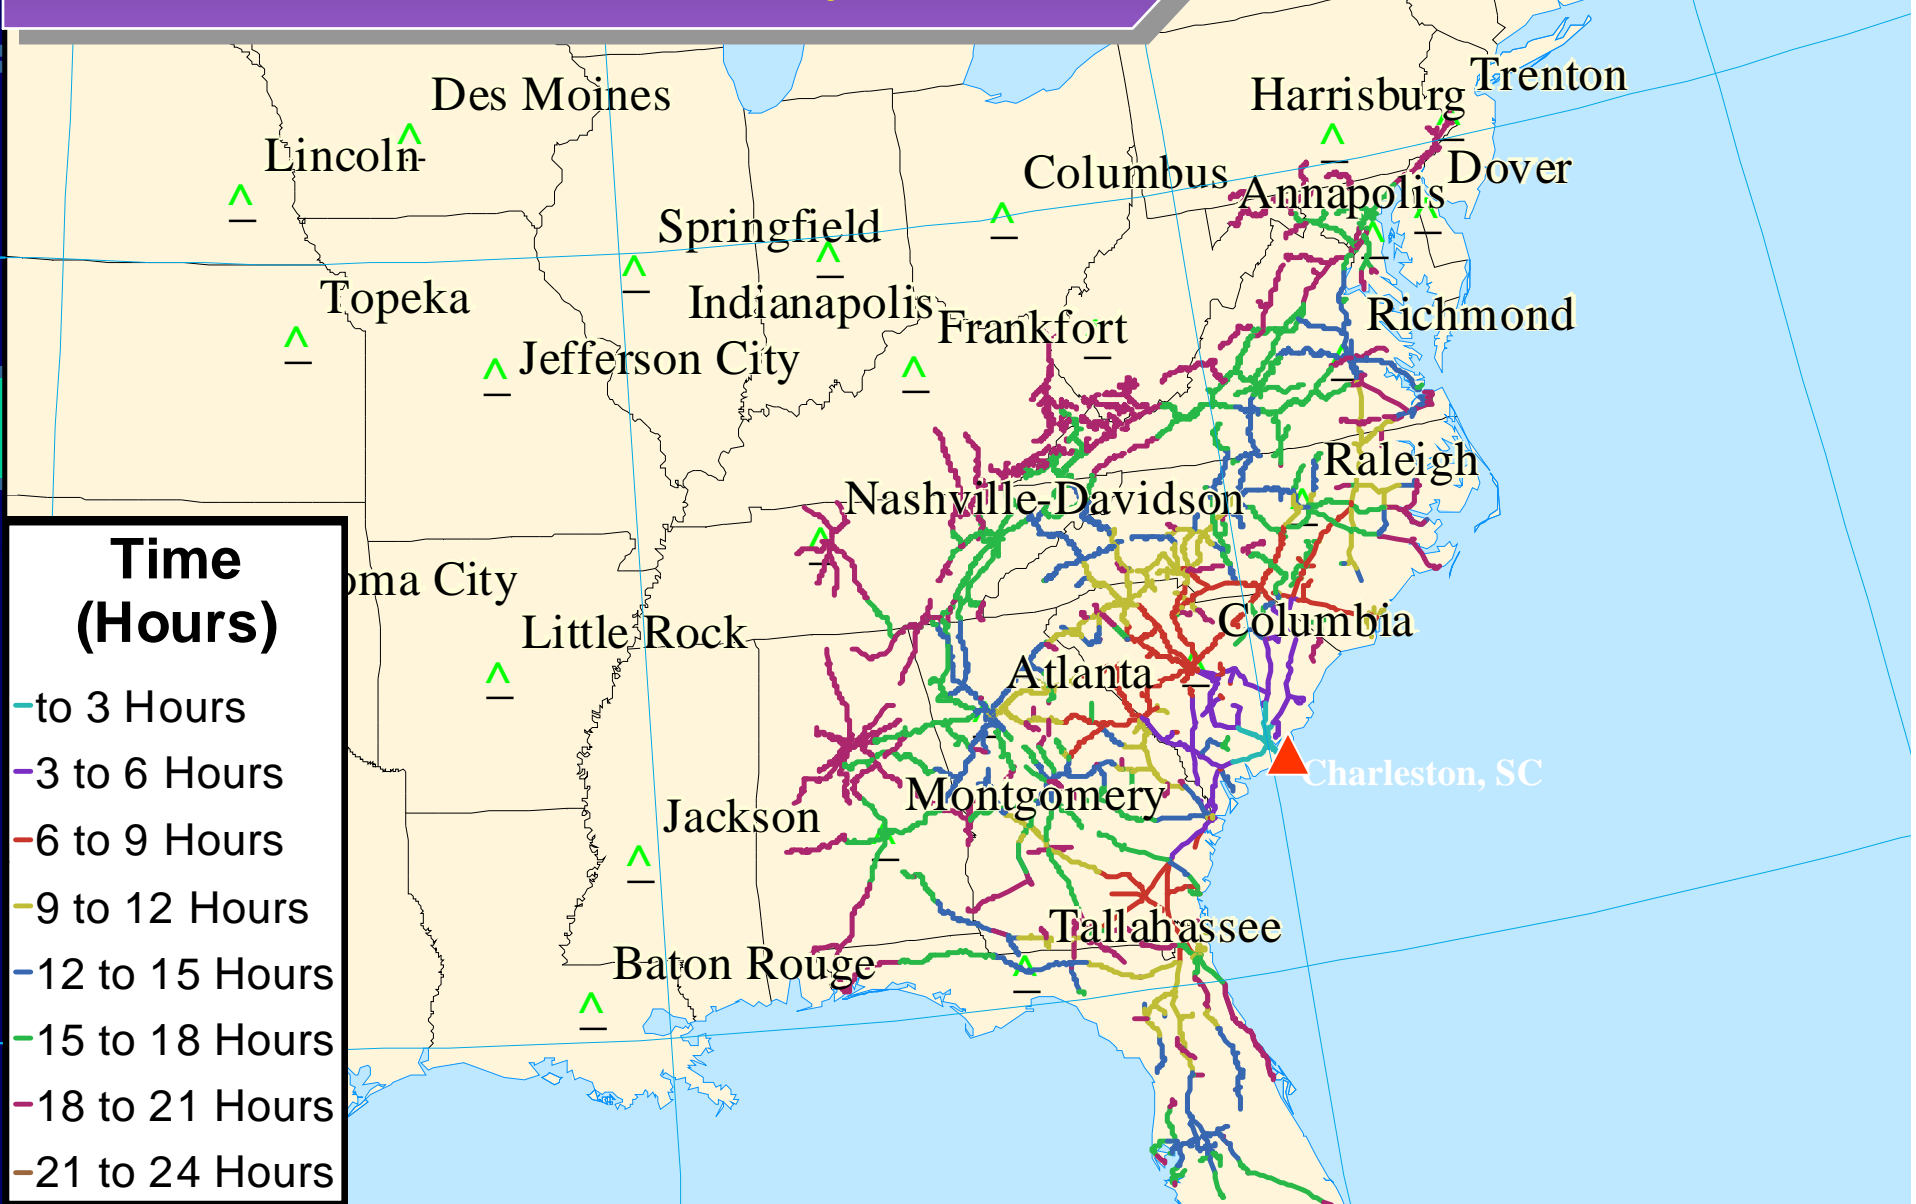 Trenton
Des Moines
Harrisburg
Lincoln
Columbus
Dover
Annapolis
Springfield
Topeka
Indianapolis
Richmond
Frankfort
Jefferson City
Raleigh
Nashville-Davidson
Time
(Hours)
oma City
Little Rock
Columbia
Atlanta
to 3 Hours
3 to 6 Hours
Charleston, SC
Montgomery
Jackson
6 to 9 Hours
9 to 12 Hours
Tallahassee
Baton Rouge
12 to 15 Hours
15 to 18 Hours
18 to 21 Hours
21 to 24 Hours